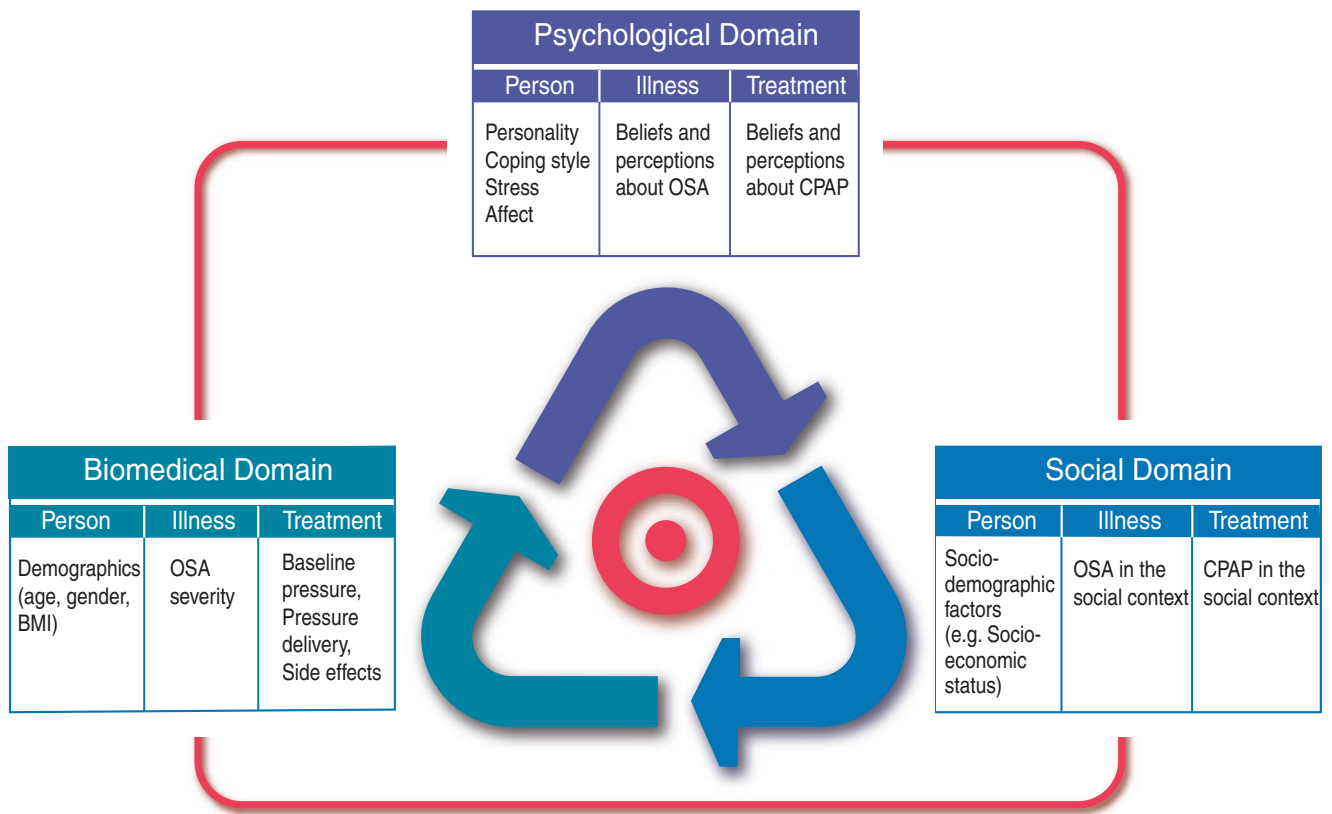 Psychological Domain
Person Illness Treatment
Personality
Coping style
Stress
Affect
Beliefs and
perceptions
about OSA
Beliefs and
perceptions
about CPAP
Biomedical Domain
Person Illness Treatment
Demographics
(age, gender,
BMI)
OSA
severity
Baseline
pressure,
Pressure
delivery,
Side effects
Social Domain
Person Illness Treatment
Socio-
demographic
factors
(e.g. Socio-
economic
status)
OSA in the
social context
CPAP in the
social context